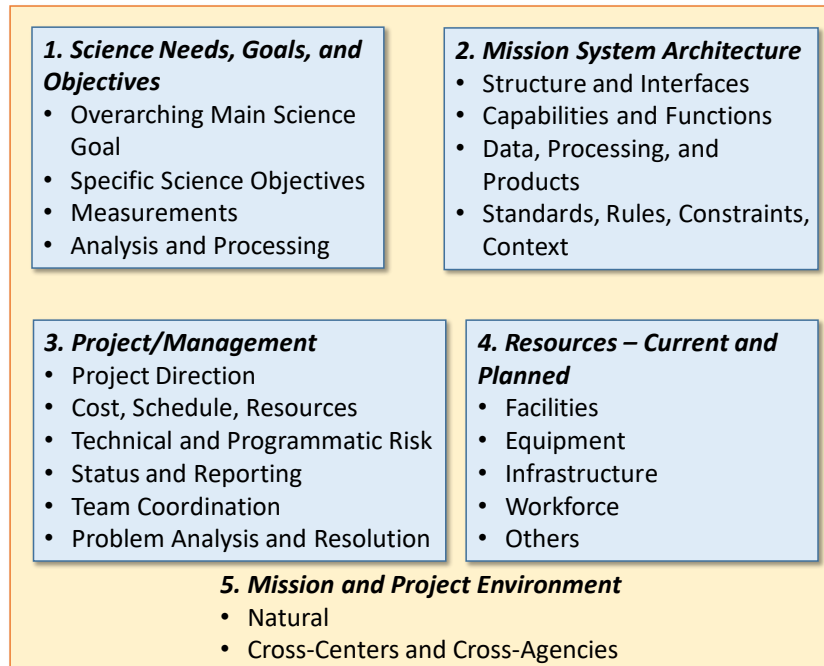 1. Science Needs, Goals, and
Objectives
• Overarching Main Science
Goal
• Specific Science Objectives
• Measurements
• Analysis and Processing
2. Mission System Architecture
• Structure and Interfaces
• Capabilities and Functions
• Data, Processing, and
Products
• Standards, Rules, Constraints,
Context
3. Project/Management
• Project Direction
• Cost, Schedule, Resources
• Technical and Programmatic Risk
• Status and Reporting
• Team Coordination
• Problem Analysis and Resolution
4. Resources – Current and
Planned
• Facilities
• Equipment
• Infrastructure
• Workforce
• Others
5. Mission and Project Environment
• Natural
• Cross-Centers and Cross-Agencies